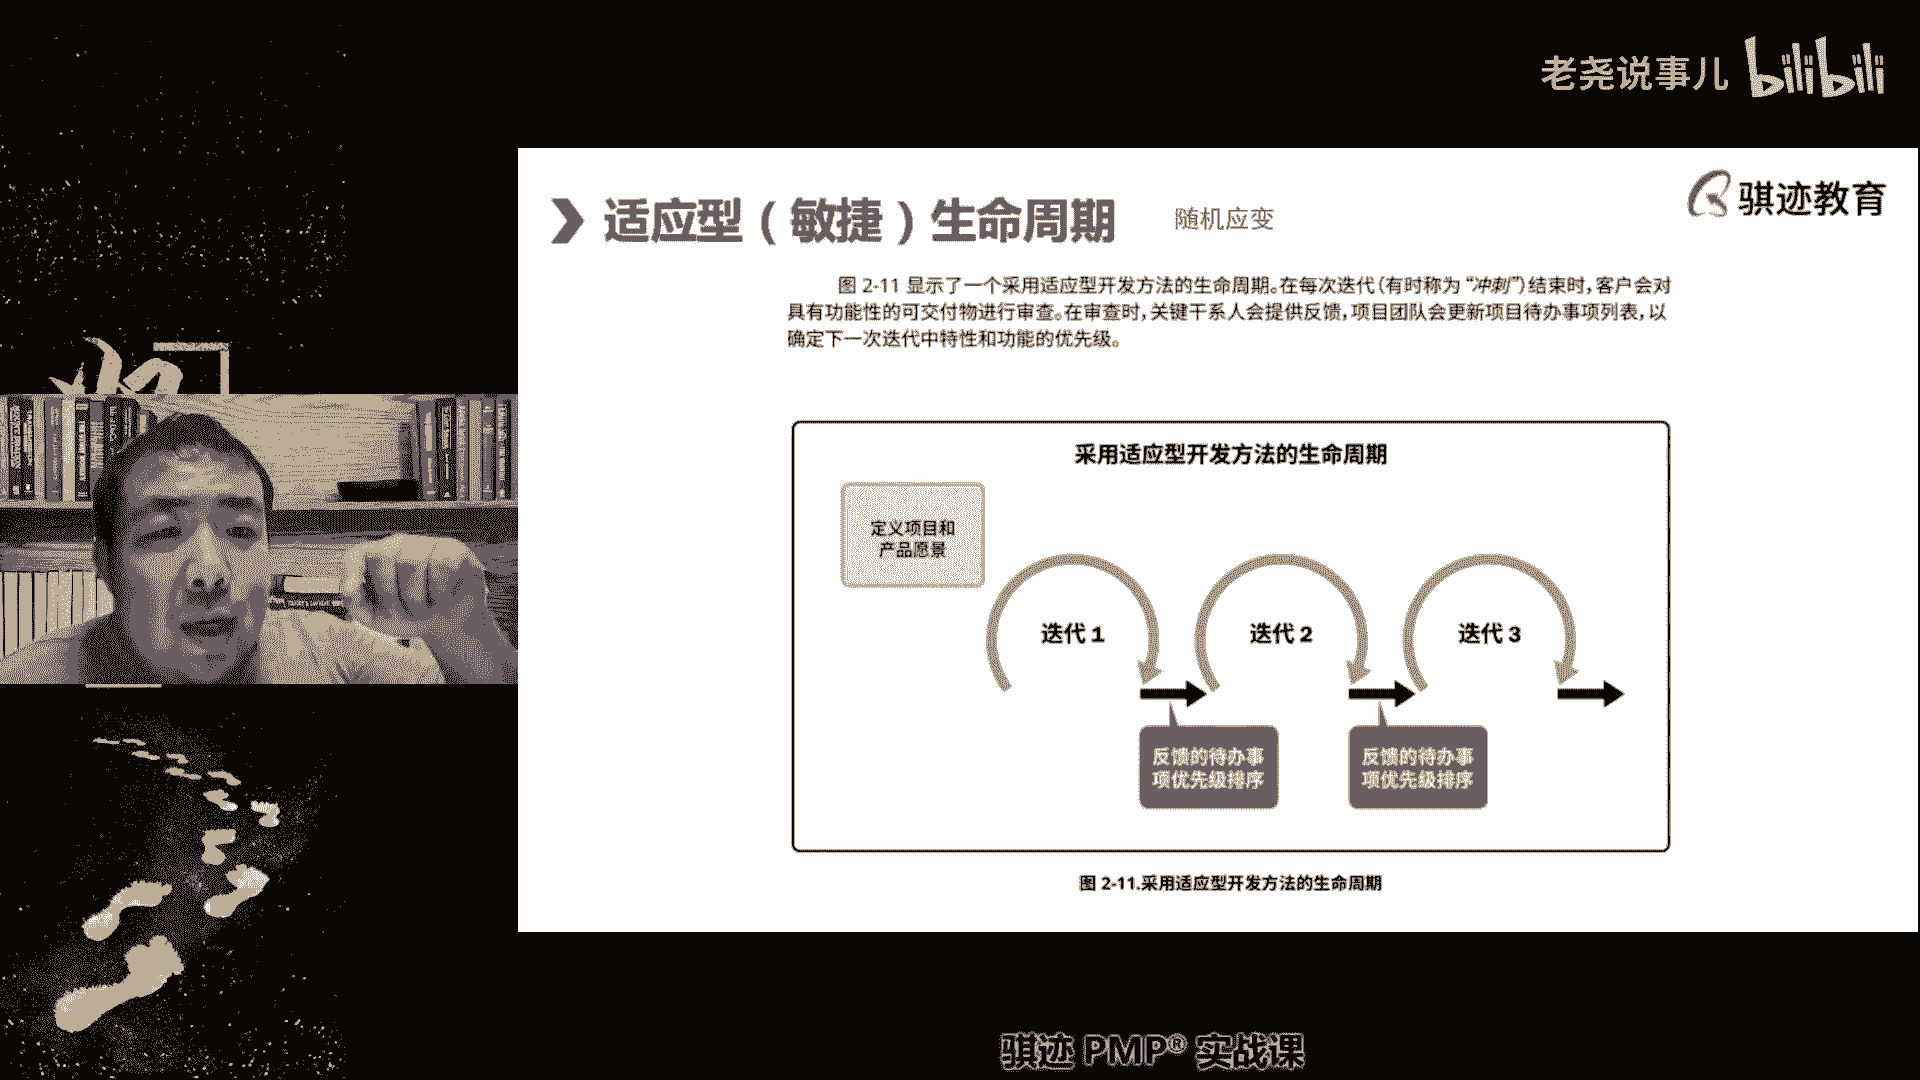 老尧说事儿 bilibili
骐迹教育
适应型（敏捷）生命周期
随机应变
图 2-11 显示了一个采用适应型开发方法的生命周期。在每次迭代（有时称为“冲刺”）结束时，客户会对
具有功能性的可交付物进行审查。在审查时，关键干系人会提供反馈，项目团队会更新项目待办事项列表，以
确定下一次迭代中特性和功能的优先级。
采用适应型开发方法的生命周期
定义项目和
产品愿景
迭代 1
迭代 2
迭代 3
反馈的待办事
项优先级排序
反馈的待办事
项优先级排序
图 2-11.采用适应型开发方法的生命周期
骐迹 PMP® 实战课